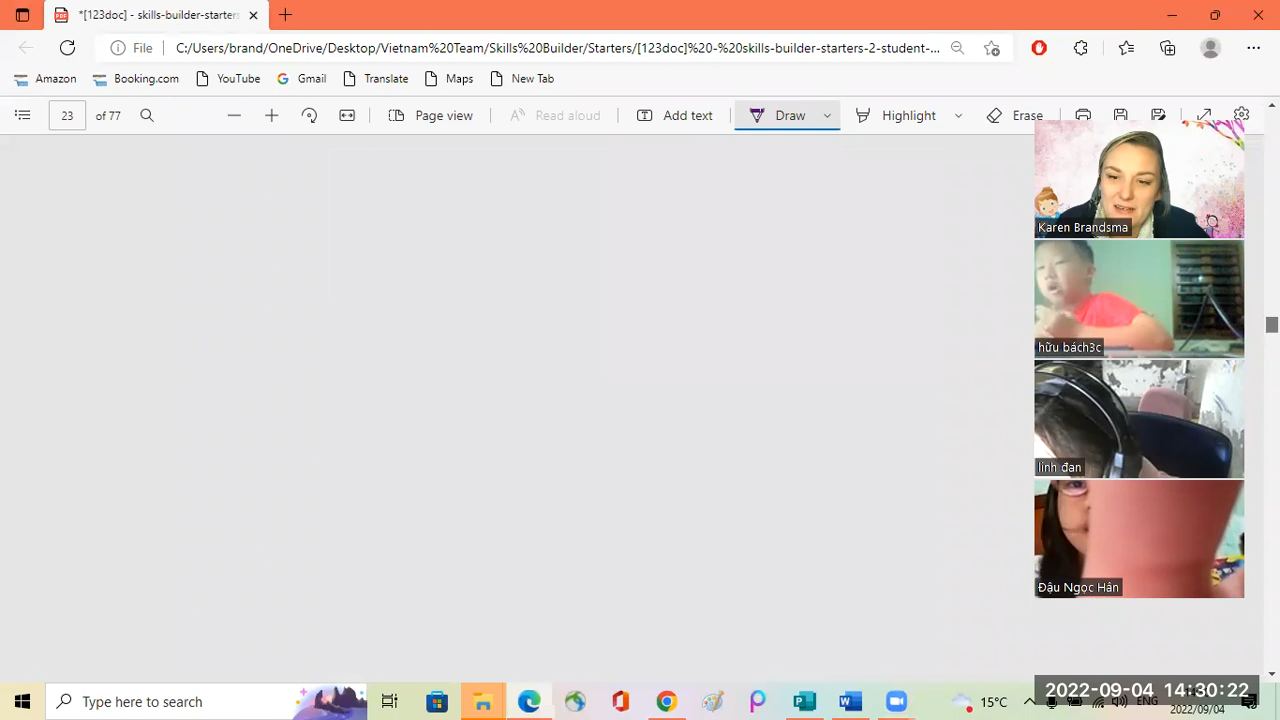 *[123doc] - skills-builder-starters
File
C:/Users/brand/OneDrive/Desktop/Vietnam%20Team/Skills%20Builder/Starters/[123doc]%20-%20skills-builder-starters-2-student-...
Amazon Booking.com YouTube Gmail Translate Maps New Tab
23 of 77 Page view Read aloud Add text Draw Highlight Erase
Karen Brandsma
hữu bách3c
linh đan
Đậu Ngọc Hân
Type here to search
15°C
ENG
2022-09-04 14:30:22
2022/09/04